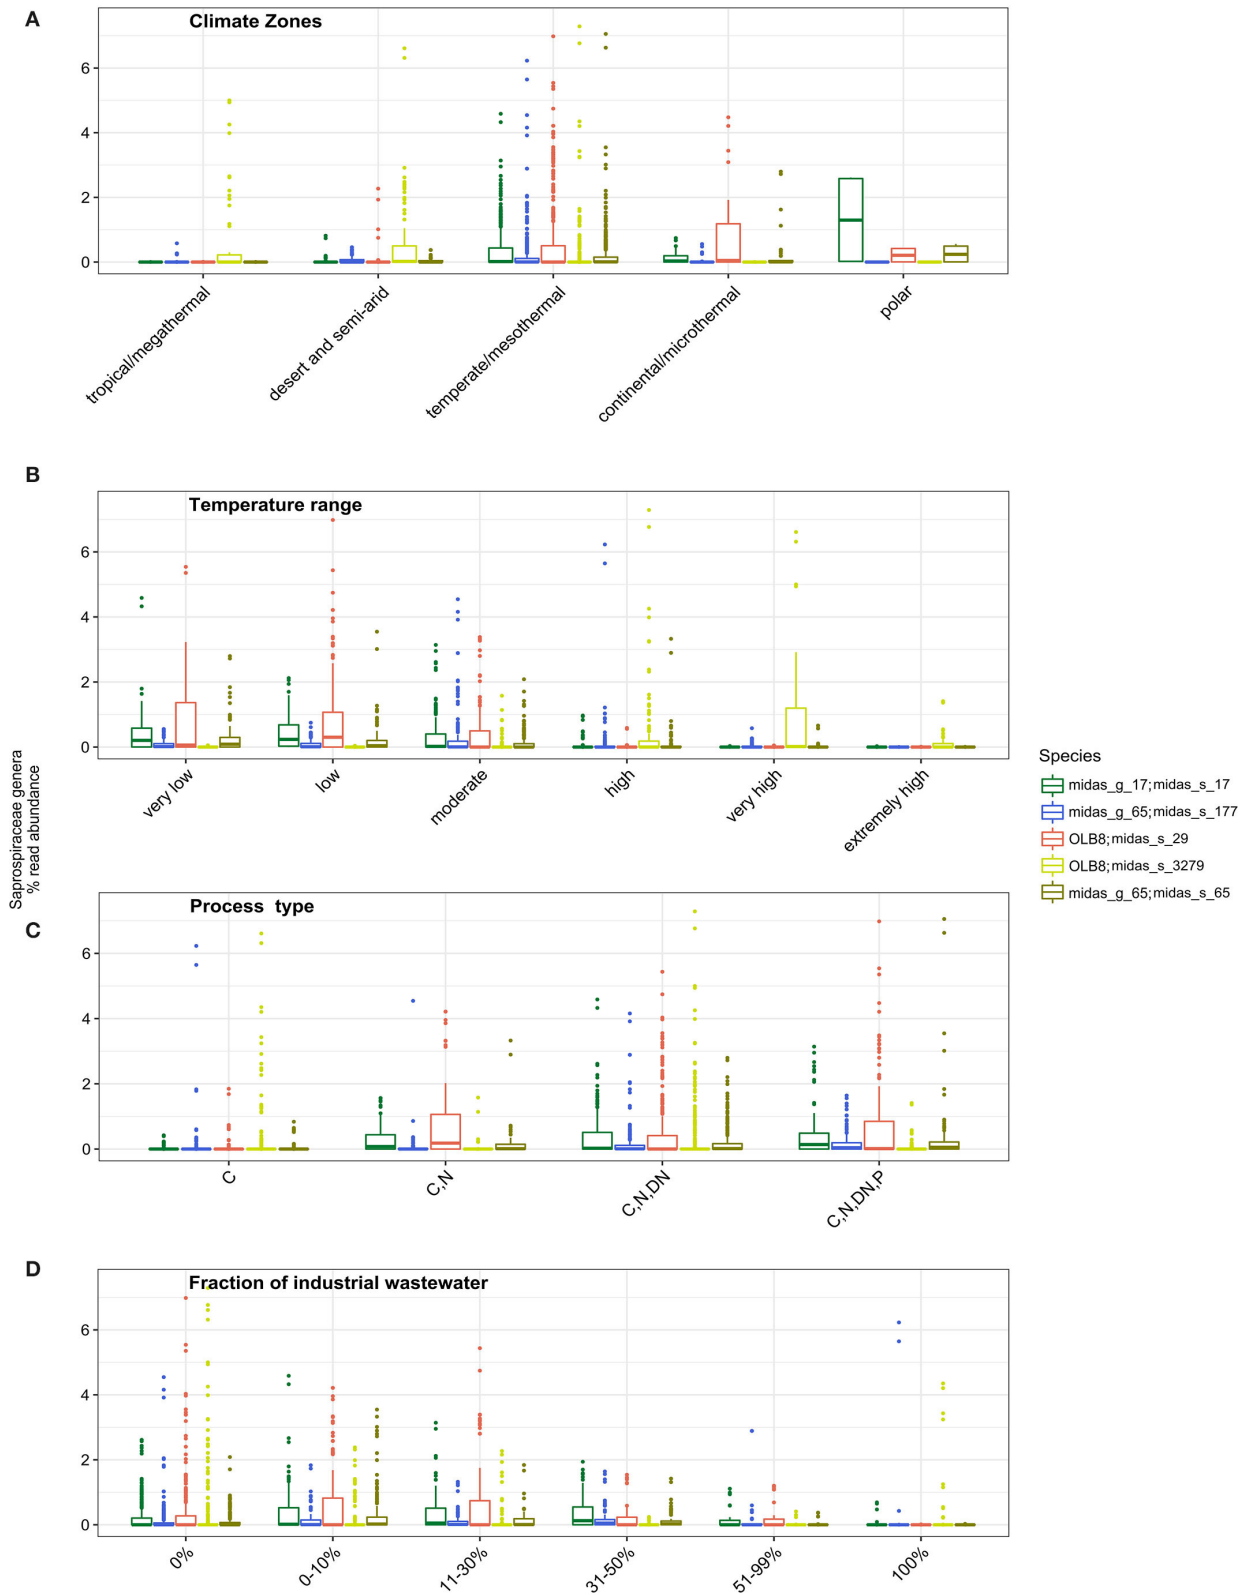 A
Climate Zones
6
4
2
0
tropical/megathermal
desert and semi-arid
temperate/mesothermal
continental/microthermal
polar
B
Temperature range
6
4
2
0
very low
low
moderate
high
very high
extremely high
Saprospiraceae genera
% read abundance
Species
midas_g_17;midas_s_17
midas_g_65;midas_s_177
OLB8;midas_s_29
OLB8;midas_s_3279
midas_g_65;midas_s_65
C
Process type
6
4
2
0
C
C,N
C,N,DN
C,N,DN,P
D
Fraction of industrial wastewater
6
4
2
0
0%
0-10%
11-30%
31-50%
51-99%
100%